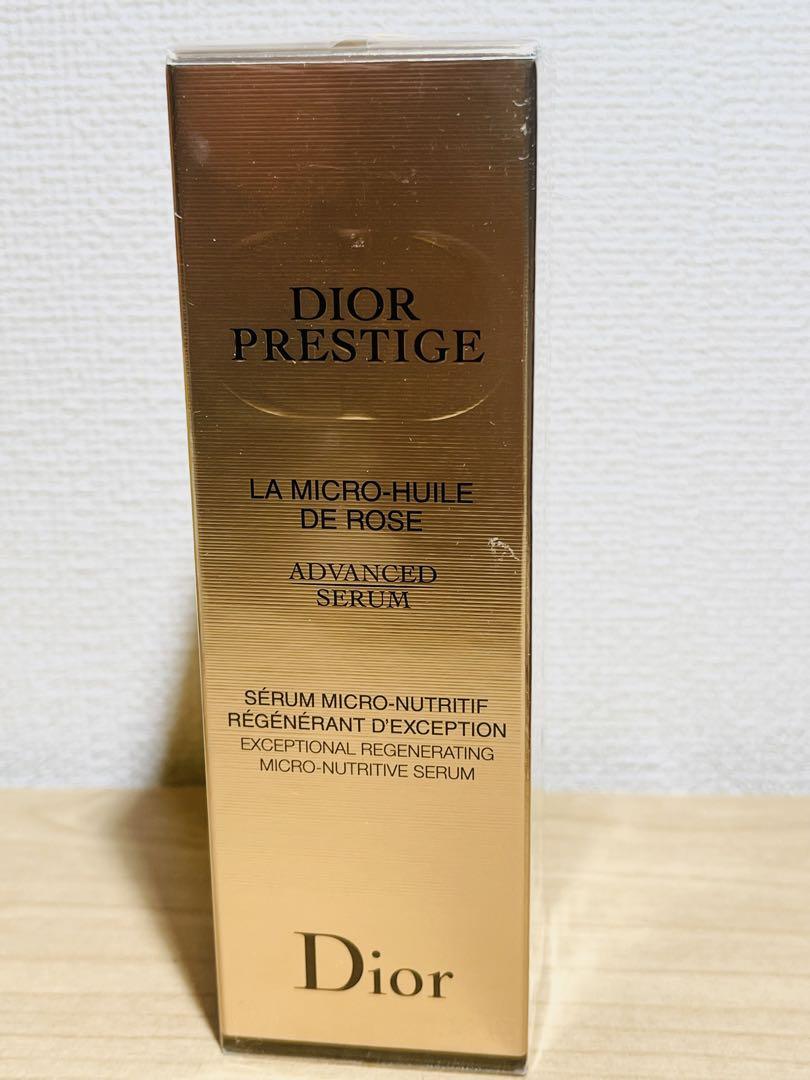 DIOR
PRESTIGE
LA MICRO-HUILE
DE ROSE
ADVANCED
SERUM
SÉRUM MICRO-NUTRITIF
RÉGÉNÉRANT D'EXCEPTION
EXCEPTIONAL REGENERATING
MICRO-NUTRITIVE SERUM
Dior